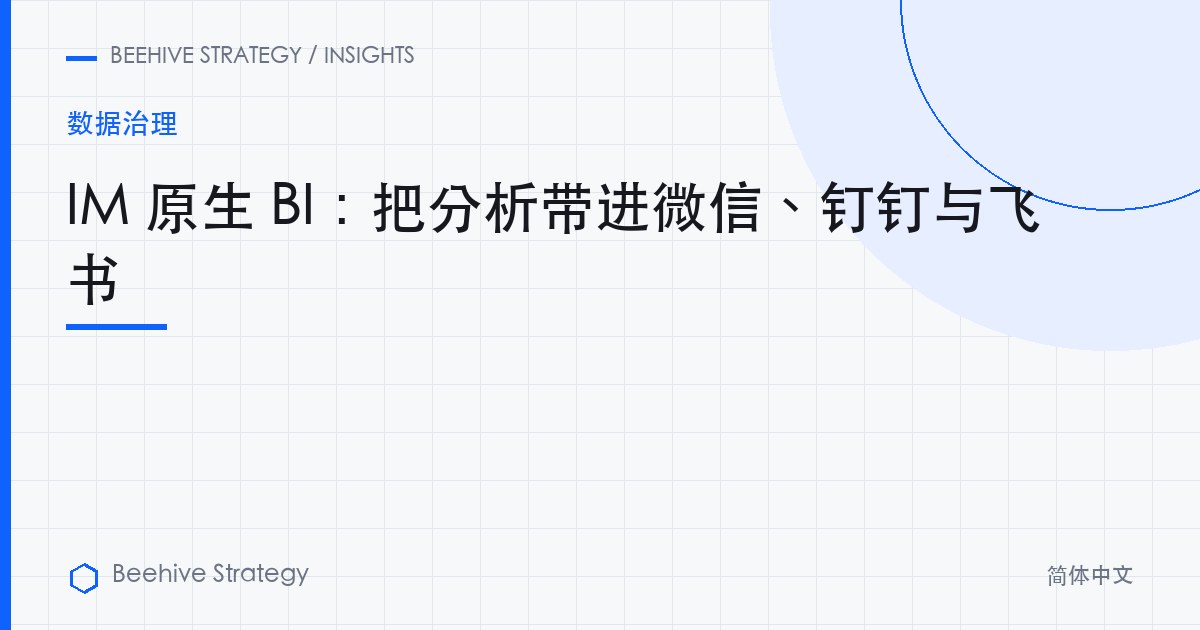 BEEHIVE STRATEGY / INSIGHTS
数据治理
IM 原生 BI：把分析带进微信、钉钉与飞
书
Beehive Strategy
简体中文